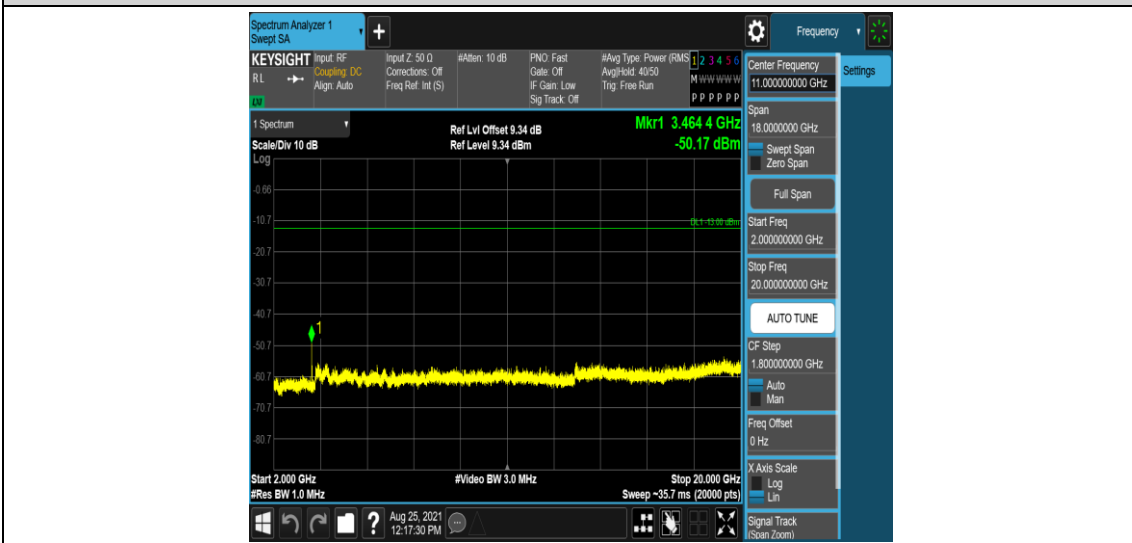 Spectrum Analyzer 1
Swept SA
+
Frequency
KEYSIGHT
RL
LXI
Input: RF
Coupling: DC
Align: Auto
Input Z: 50 Ω
Corrections: Off
Freq Ref: Int (S)
#Atten: 10 dB
PNO: Fast
Gate: Off
IF Gain: Low
Sig Track: Off
#Avg Type: Power (RMS
Avg|Hold: 40/50
Trig: Free Run
1 2 3 4 5 6
M W W W W W
P P P P P P
1 Spectrum
Scale/Div 10 dB
Log
Ref Lvl Offset 9.34 dB
Ref Level 9.34 dBm
Mkr1 3.464 4 GHz
-50.17 dBm
-0.66
-10.7
DL1 -13.00 dBm
-20.7
-30.7
-40.7
1
-50.7
-60.7
-70.7
-80.7
Start 2.000 GHz
#Res BW 1.0 MHz
#Video BW 3.0 MHz
Stop 20.000 GHz
Sweep ~35.7 ms (20000 pts)
Center Frequency
11.000000000 GHz
Settings
Span
18.0000000 GHz
Swept Span
Zero Span
Full Span
Start Freq
2.000000000 GHz
Stop Freq
20.000000000 GHz
AUTO TUNE
CF Step
1.800000000 GHz
Auto
Man
Freq Offset
0 Hz
X Axis Scale
Log
Lin
Signal Track
(Span Zoom)
?
Aug 25, 2021
12:17:30 PM